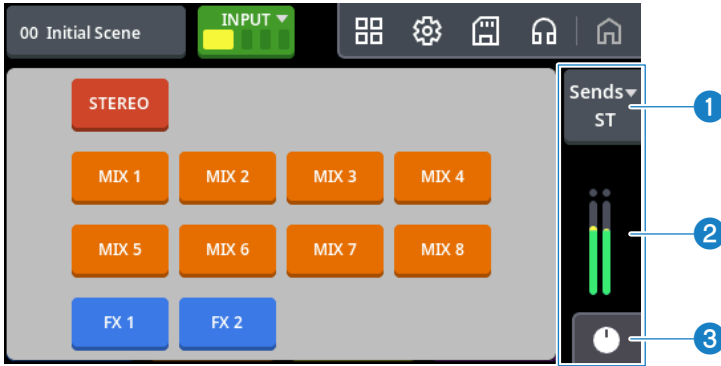 00 Initial Scene
INPUT
Sends
ST
STEREO
MIX 1
MIX 2
MIX 3
MIX 4
MIX 5
MIX 6
MIX 7
MIX 8
FX 1
FX 2
1
2
3